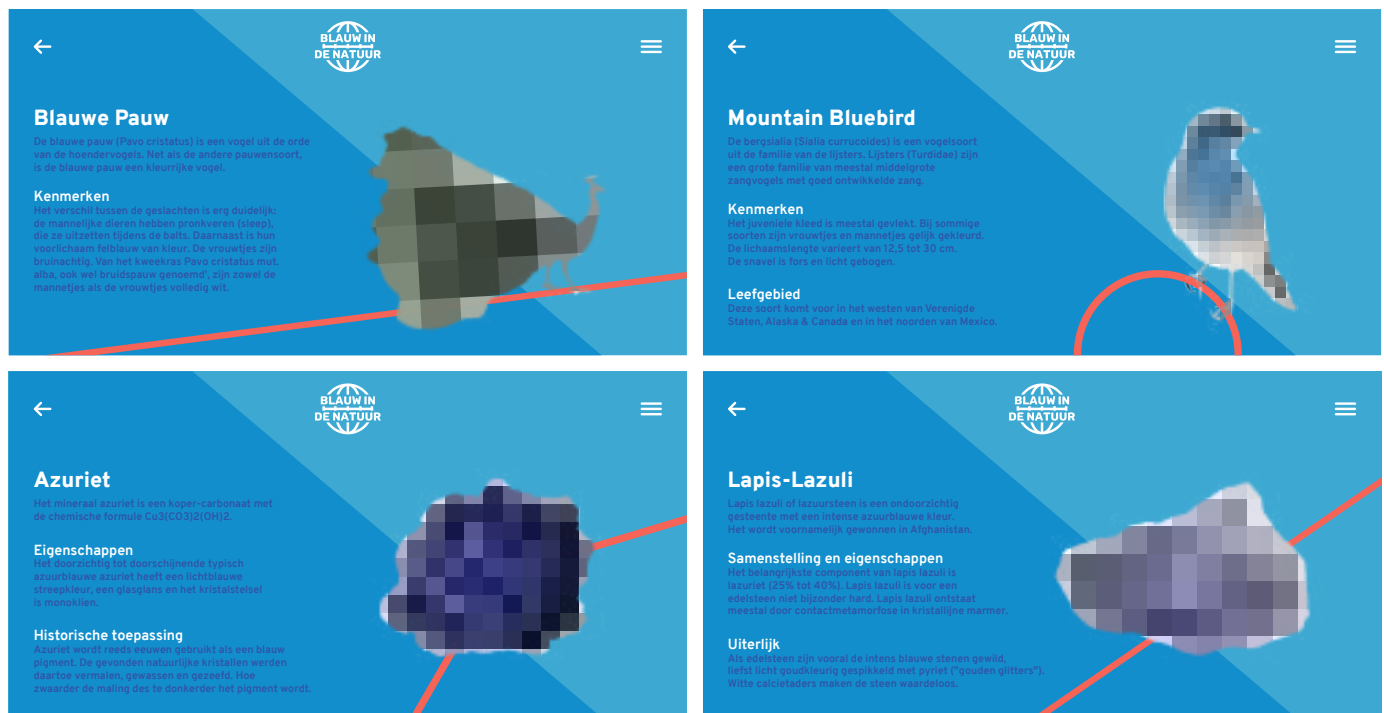 BLAUW IN
DE NATUUR
Blauwe Pauw
De blauwe pauw (Pavo cristatus) is een vogel uit de orde
van de hoendervogels. Net als de andere pauwensoort,
is de blauwe pauw een kleurrijke vogel.
Kenmerken
Het verschil tussen de geslachten is erg duidelijk:
de mannelijke dieren hebben pronkveren (sleep),
die ze uitzetten tijdens de balts. Daarnaast is hun
voorlichaam felblauw van kleur. De vrouwtjes zijn
bruinachtig. Van het kweekras Pavo cristatus mut.
alba, ook wel bruidspauw genoemd', zijn zowel de
mannetjes als de vrouwtjes volledig wit.
BLAUW IN
DE NATUUR
Mountain Bluebird
De bergsialia (Sialia currucoides) is een vogelsoort
uit de familie van de lijsters. Lijsters (Turdidae) zijn
een grote familie van meestal middelgrote
zangvogels met goed ontwikkelde zang.
Kenmerken
Het juveniele kleed is meestal gevlekt. Bij sommige
soorten zijn vrouwtjes en mannetjes gelijk gekleurd.
De lichaamslengte varieert van 12,5 tot 30 cm.
De snavel is fors en licht gebogen.
Leefgebied
Deze soort komt voor in het westen van Verenigde
Staten, Alaska & Canada en in het noorden van Mexico.
BLAUW IN
DE NATUUR
Azuriet
Het mineraal azuriet is een koper-carbonaat met
de chemische formule Cu3(CO3)2(OH)2.
Eigenschappen
Het doorzichtig tot doorschijnende typisch
azuurblauwe azuriet heeft een lichtblauwe
streepkleur, een glasglans en het kristalstelsel
is monoklien.
Historische toepassing
Azuriet wordt reeds eeuwen gebruikt als een blauw
pigment. De gevonden natuurlijke kristallen werden
daartoe vermalen, gewassen en gezeefd. Hoe
zwaarder de maling des te donkerder het pigment wordt.
BLAUW IN
DE NATUUR
Lapis-Lazuli
Lapis lazuli of lazuursteen is een ondoorzichtig
gesteente met een intense azuurblauwe kleur.
Het wordt voornamelijk gewonnen in Afghanistan.
Samenstelling en eigenschappen
Het belangrijkste component van lapis lazuli is
lazuriet (25% tot 40%). Lapis lazuli is voor een
edelsteen niet bijzonder hard. Lapis lazuli ontstaat
meestal door contactmetamorfose in kristallijne marmer.
Uiterlijk
Als edelsteen zijn vooral de intens blauwe stenen gewild,
liefst licht goudkleurig gespikkeld met pyriet ("gouden glitters").
Witte calcietaders maken de steen waardeloos.